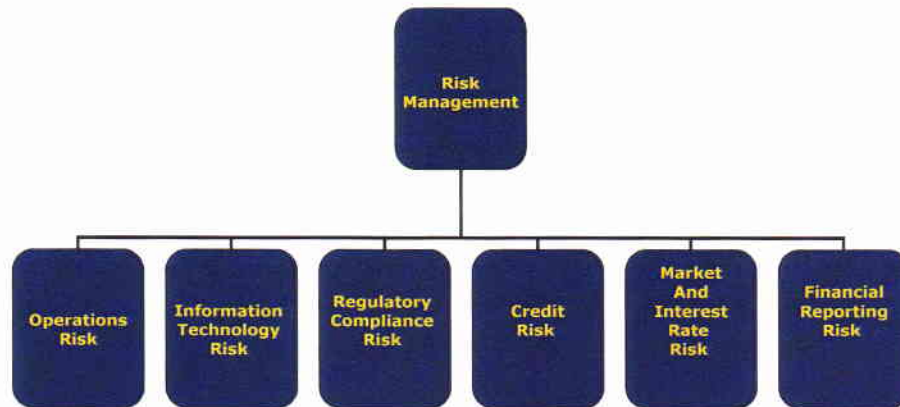 Risk
Management
Operations
Risk
Information
Technology
Risk
Regulatory
Compliance
Risk
Credit
Risk
Market
And
Interest
Rate
Risk
Financial
Reporting
Risk